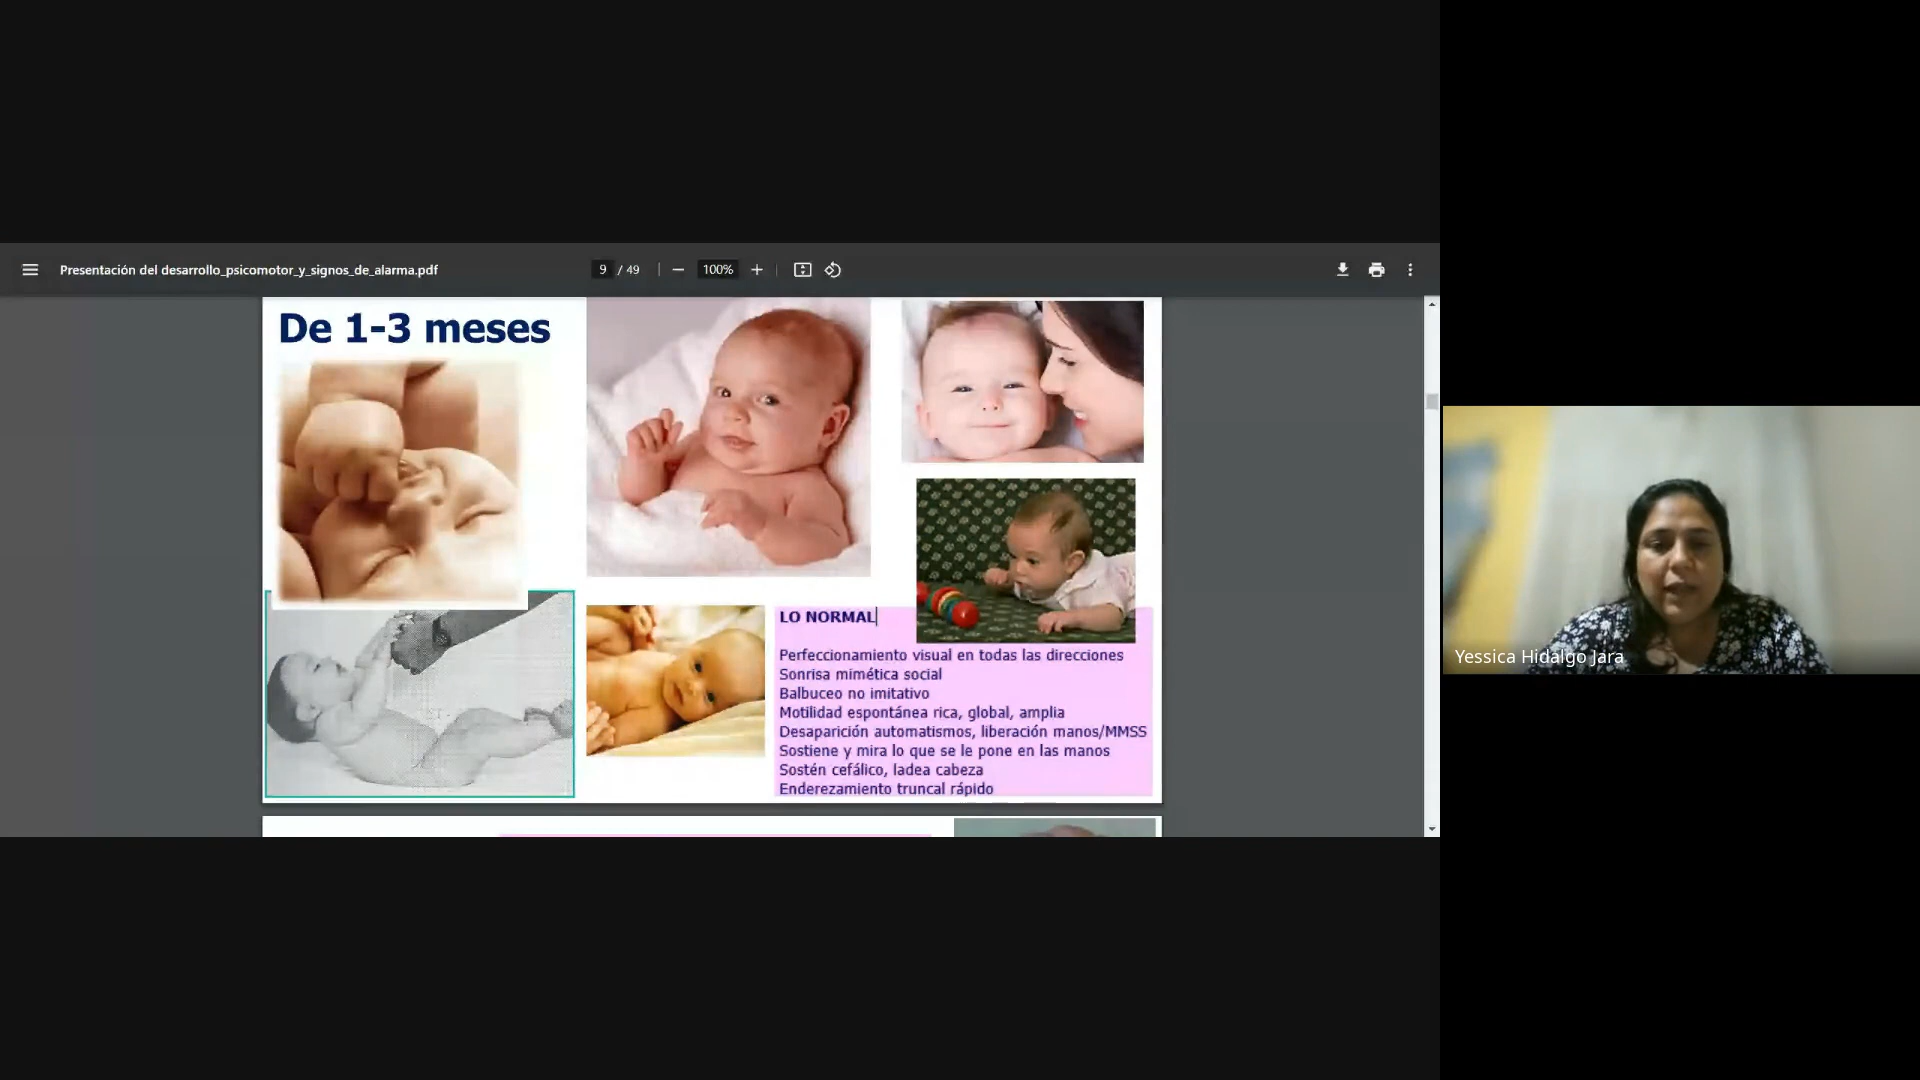 Presentación del desarrollo_psicomotor_y_signos_de_alarma.pdf
9 / 49
100%
De 1-3 meses
LO NORMAL
Perfeccionamiento visual en todas las direcciones
Sonrisa mimética social
Balbuceo no imitativo
Motilidad espontánea rica, global, amplia
Desaparición automatismos, liberación manos/MMSS
Sostiene y mira lo que se le pone en las manos
Sostén cefálico, ladea cabeza
Enderezamiento truncal rápido
Yessica Hidalgo Jara